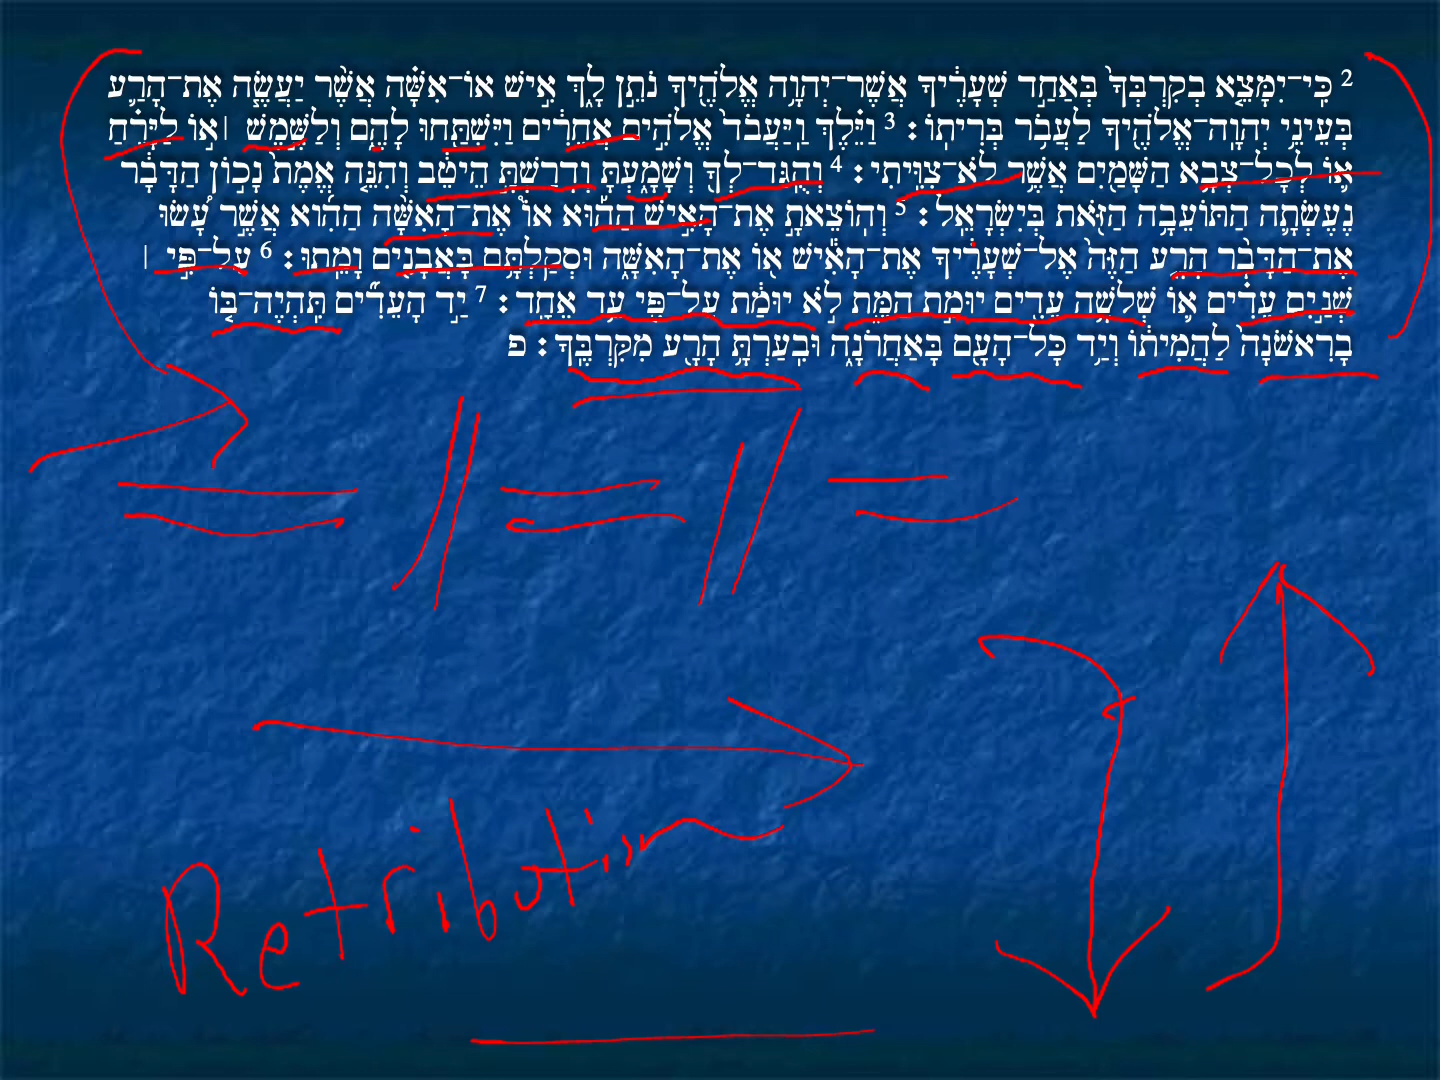 2 כִּֽי־יִמָּצֵ֤א בְקִרְבְּךָ֙ בְּאַחַ֣ד שְׁעָרֶ֔יךָ אֲשֶׁר־יְהוָ֥ה אֱלֹהֶ֖יךָ נֹתֵ֣ן לָ֑ךְ אִ֣ישׁ אוֹ־אִשָּׁ֗ה אֲשֶׁ֨ר יַעֲשֶׂ֧ה אֶת־הָרַ֛ע
בְּעֵינֵ֥י יְהוָֽה־אֱלֹהֶ֖יךָ לַעֲבֹ֥ר בְּרִיתֽוֹ׃ 3 וַיֵּ֗לֶךְ וַֽיַּעֲבֹד֙ אֱלֹהִ֣ים אֲחֵרִ֔ים וַיִּשְׁתַּ֖חוּ לָהֶ֑ם וְלַשֶּׁ֣מֶשׁ ׀ א֣וֹ לַיָּרֵ֗חַ
א֛וֹ לְכָל־צְבָ֥א הַשָּׁמַ֖יִם אֲשֶׁ֥ר לֹא־צִוִּֽיתִי׃ 4 וְהֻֽגַּד־לְךָ֖ וְשָׁמָ֑עְתָּ וְדָרַשְׁתָּ֣ הֵיטֵ֔ב וְהִנֵּ֤ה אֱמֶת֙ נָכ֣וֹן הַדָּבָ֔ר
נֶעֶשְׂתָ֛ה הַתּוֹעֵבָ֥ה הַזֹּ֖את בְּיִשְׂרָאֵֽל׃ 5 וְהֽוֹצֵאתָ֣ אֶת־הָאִ֣ישׁ הַה֡וּא אוֹ֩ אֶת־הָאִשָּׁ֨ה הַהִ֜וא אֲשֶׁ֣ר עָ֠שׂוּ
אֶת־הַדָּבָ֨ר הָרָ֤ע הַזֶּה֙ אֶל־שְׁעָרֶ֔יךָ אֶת־הָאִ֕ישׁ א֖וֹ אֶת־הָאִשָּׁ֑ה וּסְקַלְתָּ֥ם בָּאֲבָנִ֖ים וָמֵֽתוּ׃ 6 עַל־פִּ֣י ׀
שְׁנַ֣יִם עֵדִ֗ים א֛וֹ שְׁלֹשָׁ֥ה עֵדִ֖ים יוּמַ֣ת הַמֵּ֑ת לֹ֣א יוּמַ֔ת עַל־פִּ֖י עֵ֥ד אֶחָֽד׃ 7 יַ֣ד הָעֵדִ֞ים תִּֽהְיֶה־בּ֤וֹ
בָרִאשֹׁנָה֙ לַהֲמִית֔וֹ וְיַ֥ד כָּל־הָעָ֖ם בָּאַחֲרֹנָ֑ה וּבִֽעַרְתָּ֥ הָרָ֖ע מִקִּרְבֶּֽךָ׃ פ
Retribution